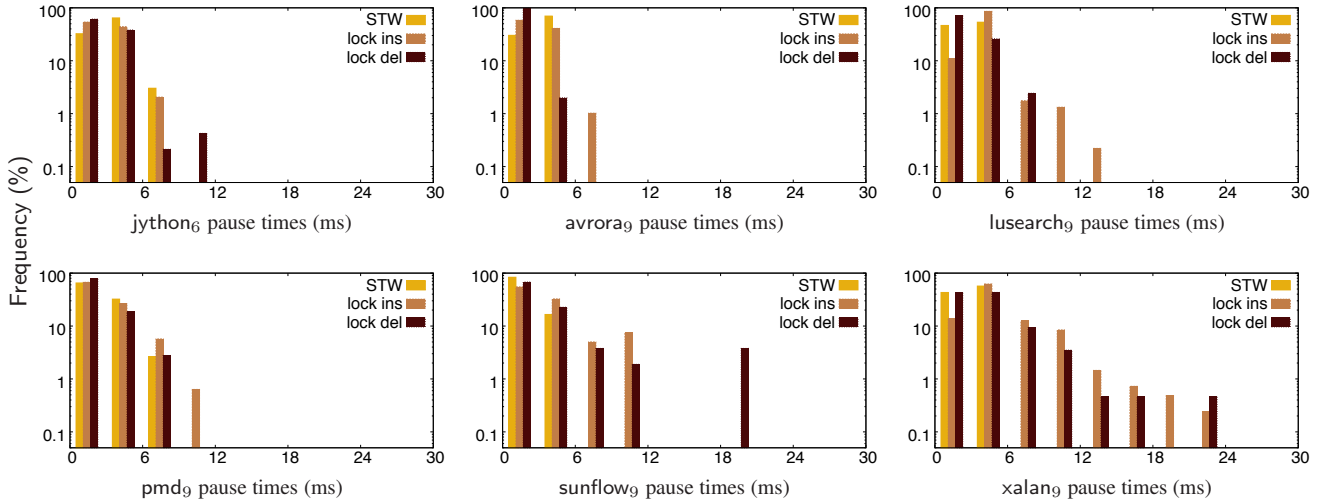 Frequency (%)
100
10
1
0.1
0 6 12 18 24 30
STW
lock ins
lock del
jython6 pause times (ms)
100
10
1
0.1
0 6 12 18 24 30
STW
lock ins
lock del
avrora9 pause times (ms)
100
10
1
0.1
0 6 12 18 24 30
STW
lock ins
lock del
lusearch9 pause times (ms)
100
10
1
0.1
0 6 12 18 24 30
STW
lock ins
lock del
pmd9 pause times (ms)
100
10
1
0.1
0 6 12 18 24 30
STW
lock ins
lock del
sunflow9 pause times (ms)
100
10
1
0.1
0 6 12 18 24 30
STW
lock ins
lock del
xalan9 pause times (ms)